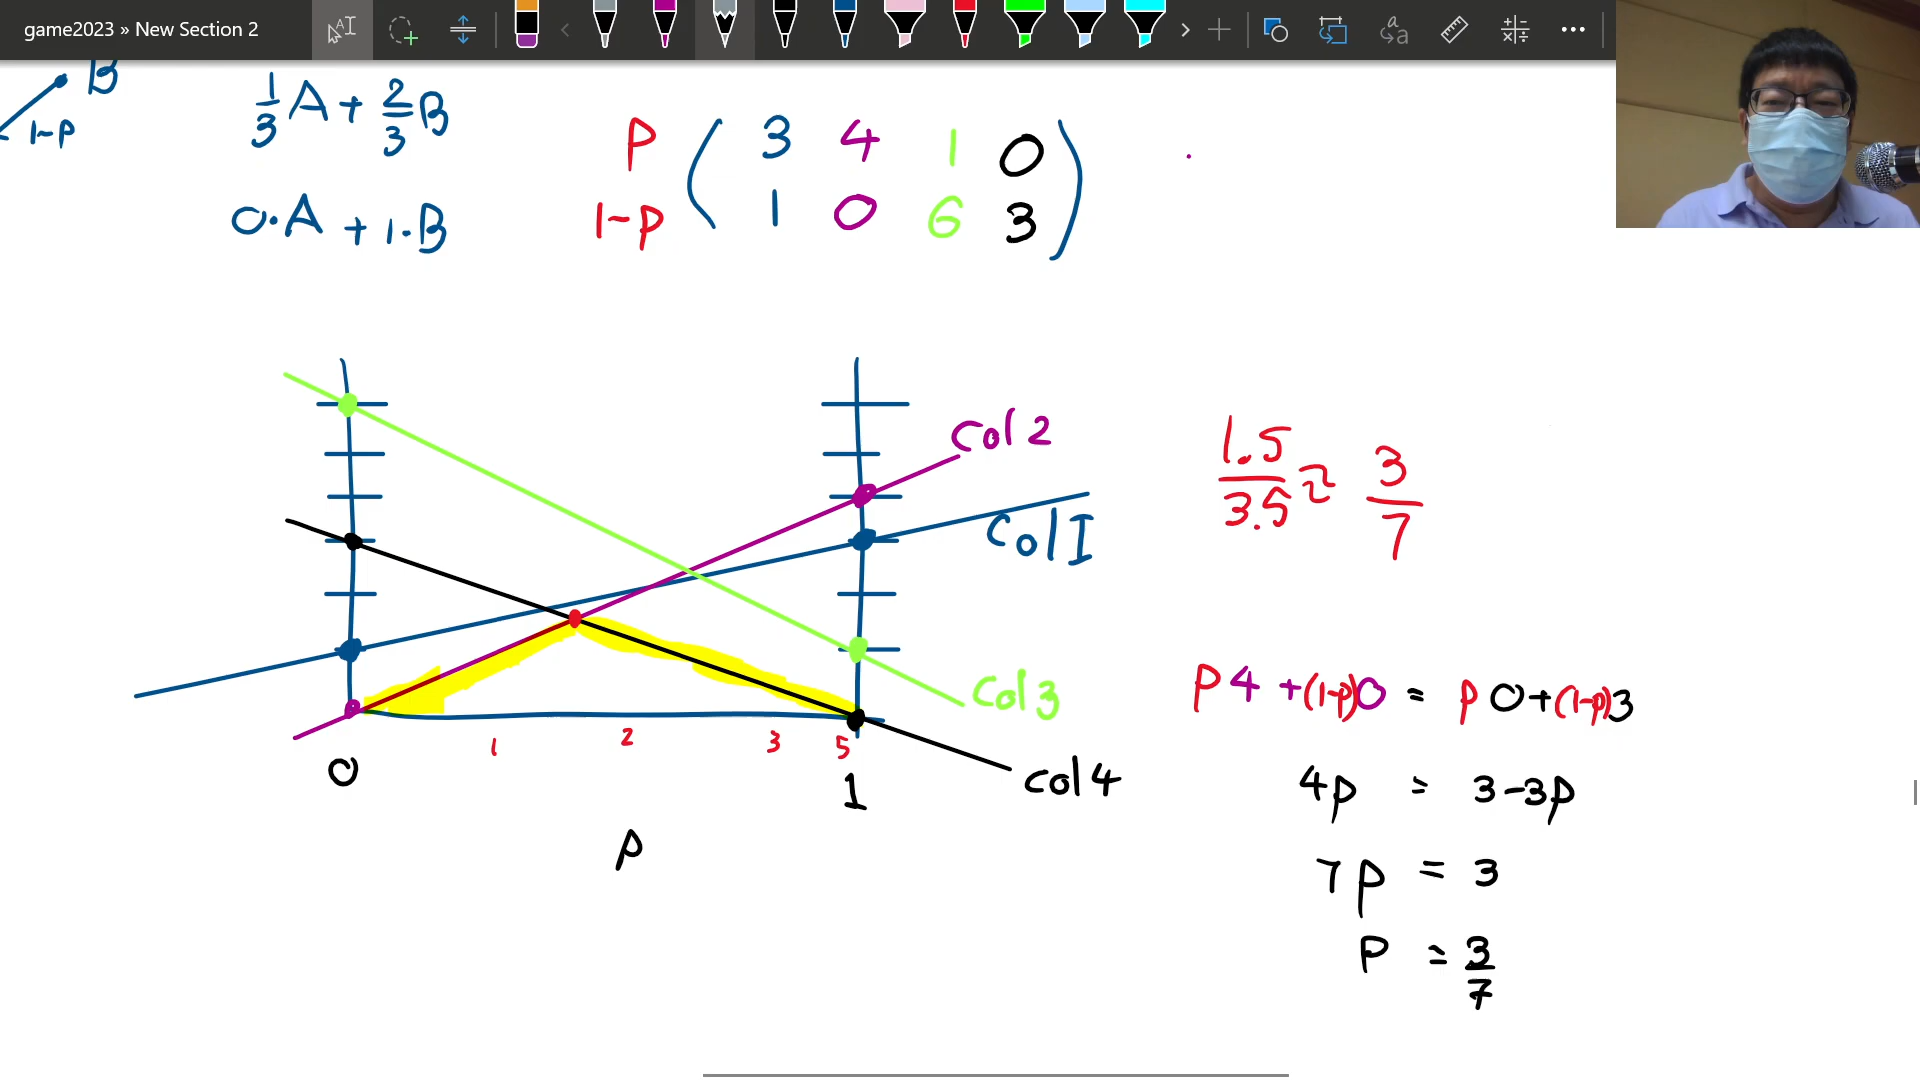 game2023 » New Section 2
B
1-p
1/3 A + 2/3 B
0·A + 1·B
P ( 3 4 1 0 )
1-p ( 1 0 6 3 )
Col 2
Col I
Col 3
col 4
0
1
2
3
5
1
p
1.5/3.5 ≈ 3/7
p4 + (1-p)0 = p0 + (1-p)3
4p = 3-3p
7p = 3
P = 3/7